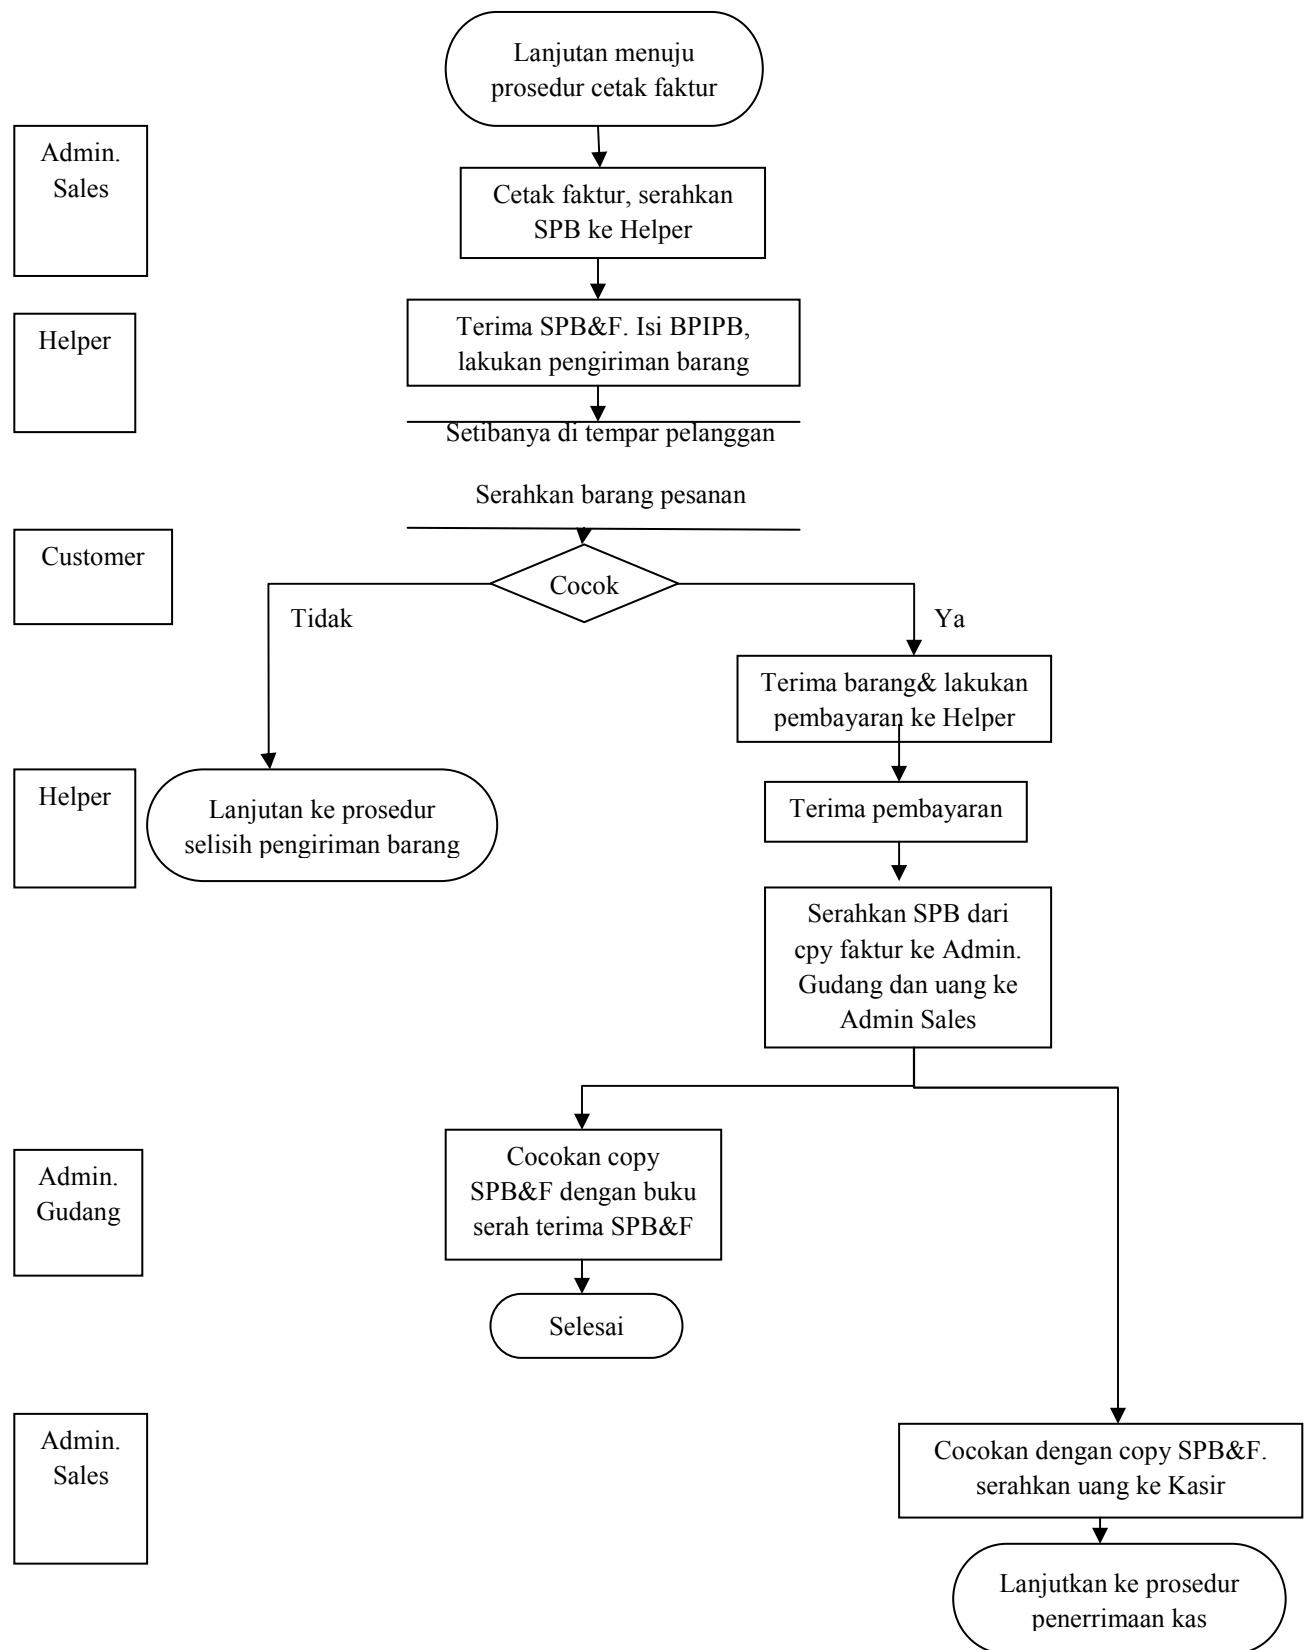 Lanjutan menuju
prosedur cetak faktur
Admin.
Sales
Cetak faktur, serahkan
SPB ke Helper
Helper
Terima SPB&F. Isi BPIPB,
lakukan pengiriman barang
Setibanya di tempar pelanggan
Serahkan barang pesanan
Customer
Cocok
Tidak
Ya
Terima barang& lakukan
pembayaran ke Helper
Helper
Lanjutan ke prosedur
selisih pengiriman barang
Terima pembayaran
Serahkan SPB dari
cpy faktur ke Admin.
Gudang dan uang ke
Admin Sales
Admin.
Gudang
Cocokan copy
SPB&F dengan buku
serah terima SPB&F
Selesai
Admin.
Sales
Cocokan dengan copy SPB&F.
serahkan uang ke Kasir
Lanjutkan ke prosedur
penerrimaan kas